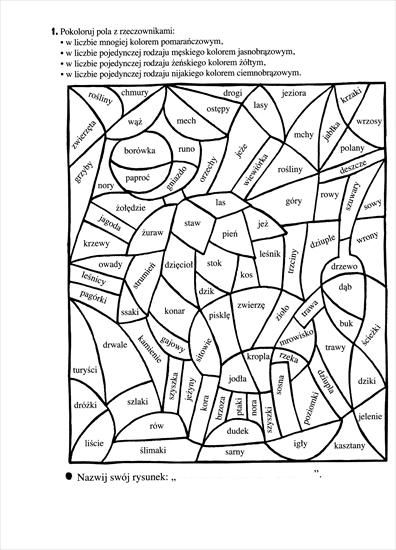 1. Pokoloruj pola z rzeczownikami:
• w liczbie mnogiej kolorem pomarańczowym,
• w liczbie pojedynczej rodzaju męskiego kolorem jasnobrązowym,
• w liczbie pojedynczej rodzaju żeńskiego kolorem żółtym,
• w liczbie pojedynczej rodzaju nijakiego kolorem ciemnobrązowym.
rośliny
chmury
drogi
jeziora
krzaki
zwierzęta
wąż
mech
ostępy
lasy
mchy
jabłka
wrzosy
polany
borówka
runo
jeże
grzyby
paproć
gniazdo
orzechy
wiewiórka
rośliny
deszcze
nory
szuwary
sowy
żołędzie
las
góry
rowy
jagoda
staw
pień
jeż
krzewy
żuraw
leśnik
dziuple
wrony
owady
strumień
dzięcioł
stok
kos
trzciny
drzewo
leśnicy
pagórki
dzik
dąb
ssaki
konar
piskłę
zwierzę
zioło
trawa
buk
ścieżki
drwale
kamienie
gajowy
sitowie
mrowisko
trawy
kropla
rzęka
turyści
szyszka
jeżyny
jodła
sosna
dziupla
dziki
dróżki
szlaki
kora
brzoza
ptaki
nora
szyszki
poziomki
jelenie
liście
rów
dudek
ślimaki
sarny
igły
kasztany
● Nazwij swój rysunek: „ ”.